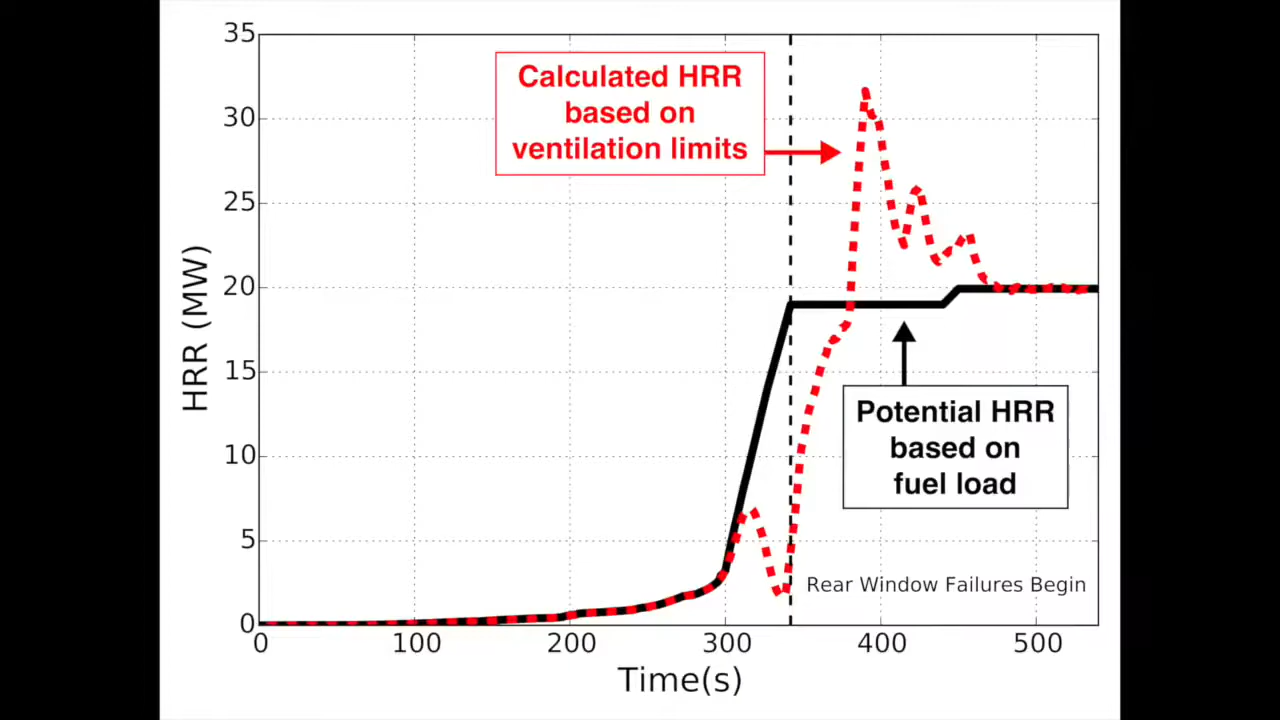 35
30
25
20
15
10
5
0
HRR (MW)
Calculated HRR
based on
ventilation limits
Potential HRR
based on
fuel load
Rear Window Failures Begin
0 100 200 300 400 500
Time(s)